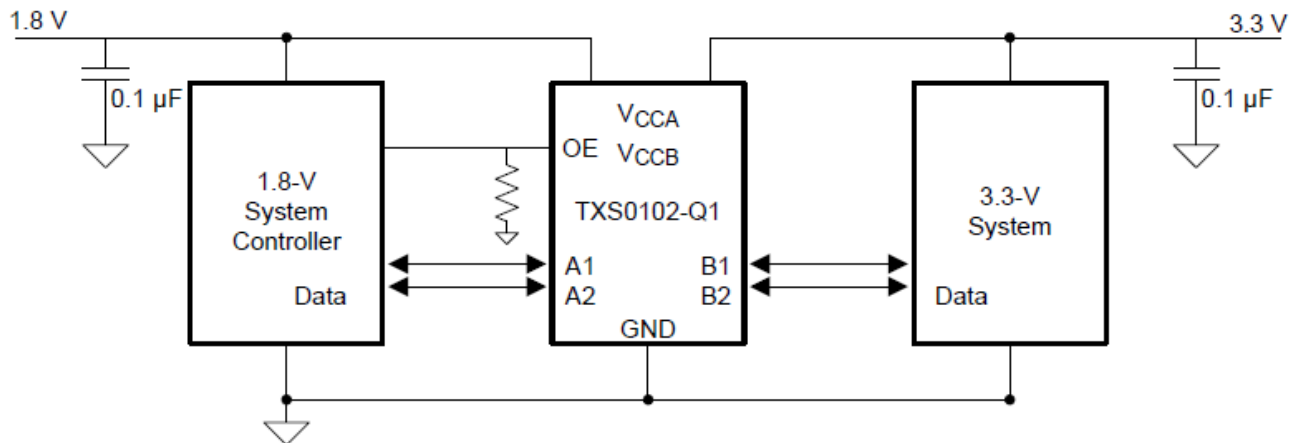 1.8 V
3.3 V
0.1 µF
0.1 µF
VCCA
OE
VCCB
1.8-V
System
Controller
TXS0102-Q1
3.3-V
System
A1
B1
A2
B2
Data
Data
GND